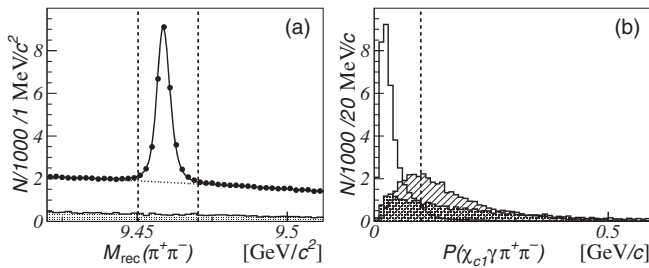 (a)
N/1000 /1 MeV/c²
8
6
4
2
0
9.45
9.5
M_rec(π⁺π⁻)
[GeV/c²]
(b)
N/1000 /20 MeV/c
8
6
4
2
0
0
0.5
P(χ_c1γπ⁺π⁻)
[GeV/c]